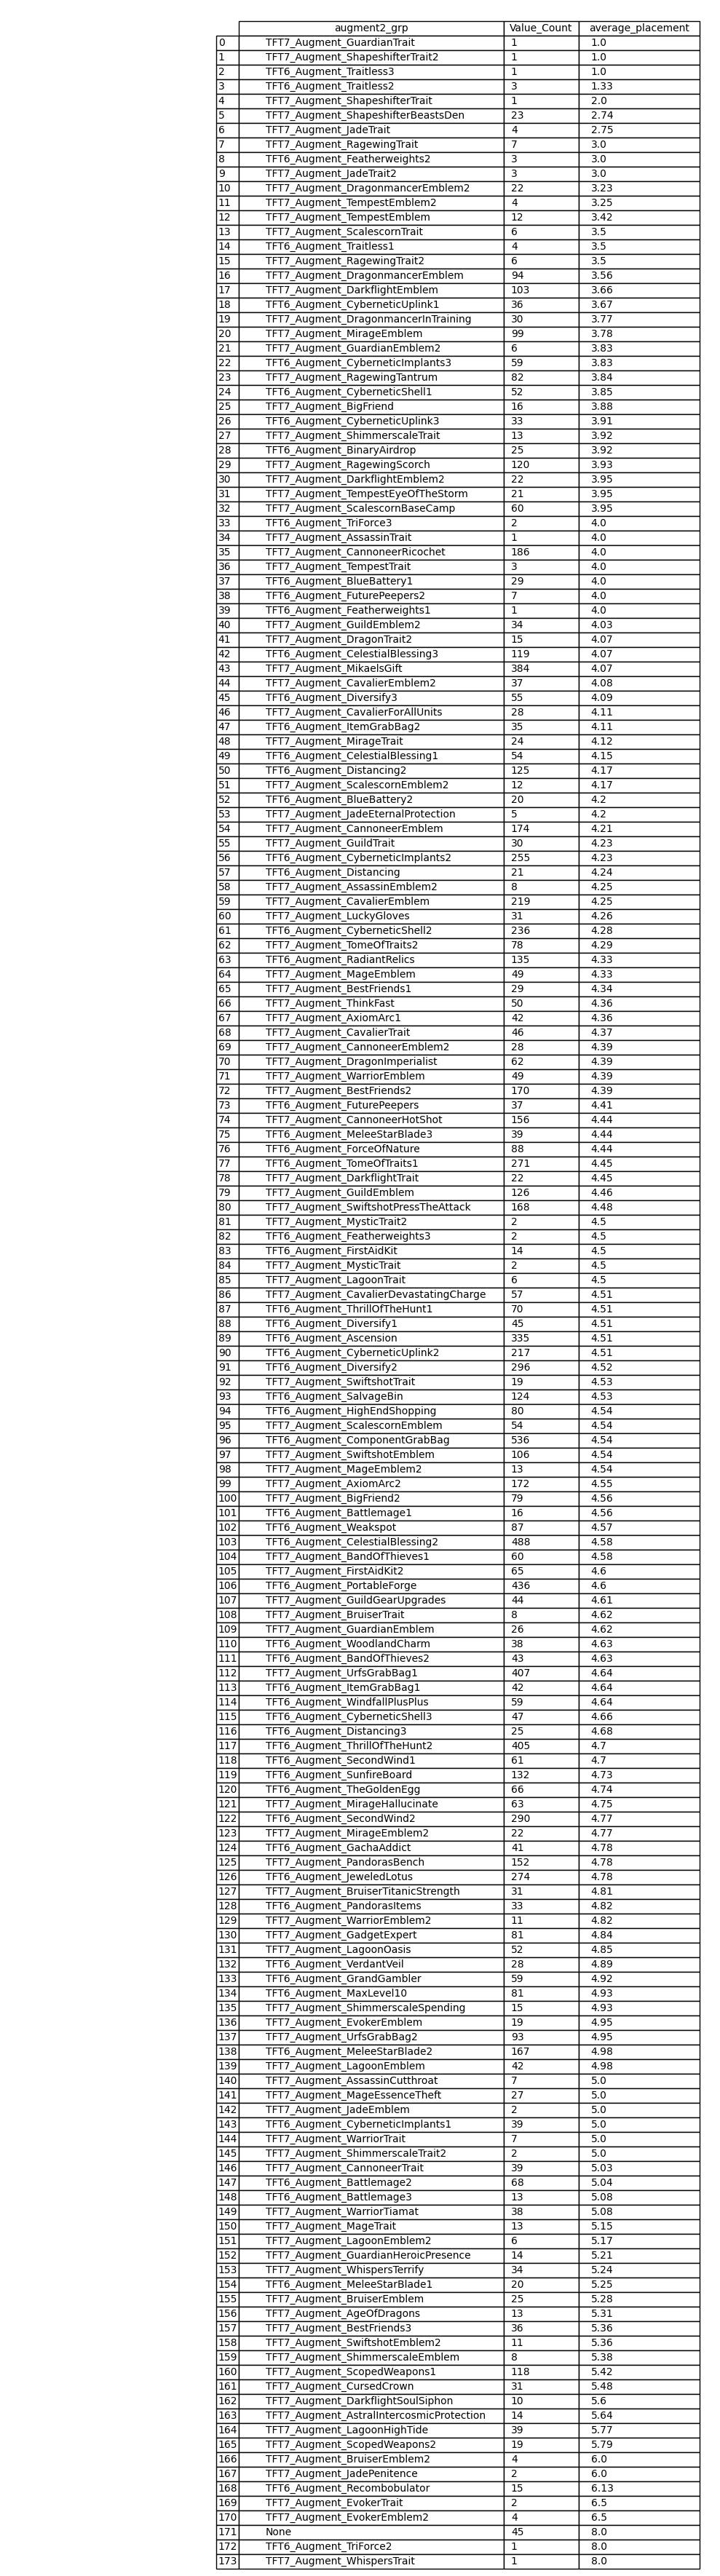 augment2_grp Value_Count average_placement
0 TFT7_Augment_GuardianTrait 1 1.0
1 TFT7_Augment_ShapeshifterTrait2 1 1.0
2 TFT6_Augment_Traitless3 1 1.0
3 TFT6_Augment_Traitless2 3 1.33
4 TFT7_Augment_ShapeshifterTrait 1 2.0
5 TFT7_Augment_ShapeshifterBeastsDen 23 2.74
6 TFT7_Augment_JadeTrait 4 2.75
7 TFT7_Augment_RagewingTrait 7 3.0
8 TFT6_Augment_Featherweights2 3 3.0
9 TFT7_Augment_JadeTrait2 3 3.0
10 TFT7_Augment_DragonmancerEmblem2 22 3.23
11 TFT7_Augment_TempestEmblem2 4 3.25
12 TFT7_Augment_TempestEmblem 12 3.42
13 TFT7_Augment_ScalescornTrait 6 3.5
14 TFT6_Augment_Traitless1 4 3.5
15 TFT7_Augment_RagewingTrait2 6 3.5
16 TFT7_Augment_DragonmancerEmblem 94 3.56
17 TFT7_Augment_DarkflightEmblem 103 3.66
18 TFT6_Augment_CyberneticUplink1 36 3.67
19 TFT7_Augment_DragonmancerInTraining 30 3.77
20 TFT7_Augment_MirageEmblem 99 3.78
21 TFT7_Augment_GuardianEmblem2 6 3.83
22 TFT6_Augment_CyberneticImplants3 59 3.83
23 TFT7_Augment_RagewingTantrum 82 3.84
24 TFT6_Augment_CyberneticShell1 52 3.85
25 TFT7_Augment_BigFriend 16 3.88
26 TFT6_Augment_CyberneticUplink3 33 3.91
27 TFT7_Augment_ShimmerscaleTrait 13 3.92
28 TFT6_Augment_BinaryAirdrop 25 3.92
29 TFT7_Augment_RagewingScorch 120 3.93
30 TFT7_Augment_DarkflightEmblem2 22 3.95
31 TFT7_Augment_TempestEyeOfTheStorm 21 3.95
32 TFT7_Augment_ScalescornBaseCamp 60 3.95
33 TFT6_Augment_TriForce3 2 4.0
34 TFT7_Augment_AssassinTrait 1 4.0
35 TFT7_Augment_CannoneerRicochet 186 4.0
36 TFT7_Augment_TempestTrait 3 4.0
37 TFT6_Augment_BlueBattery1 29 4.0
38 TFT6_Augment_FuturePeepers2 7 4.0
39 TFT6_Augment_Featherweights1 1 4.0
40 TFT7_Augment_GuildEmblem2 34 4.03
41 TFT7_Augment_DragonTrait2 15 4.07
42 TFT6_Augment_CelestialBlessing3 119 4.07
43 TFT7_Augment_MikaelsGift 384 4.07
44 TFT7_Augment_CavalierEmblem2 37 4.08
45 TFT6_Augment_Diversify3 55 4.09
46 TFT7_Augment_CavalierForAllUnits 28 4.11
47 TFT6_Augment_ItemGrabBag2 35 4.11
48 TFT7_Augment_MirageTrait 24 4.12
49 TFT6_Augment_CelestialBlessing1 54 4.15
50 TFT6_Augment_Distancing2 125 4.17
51 TFT7_Augment_ScalescornEmblem2 12 4.17
52 TFT6_Augment_BlueBattery2 20 4.2
53 TFT7_Augment_JadeEternalProtection 5 4.2
54 TFT7_Augment_CannoneerEmblem 174 4.21
55 TFT7_Augment_GuildTrait 30 4.23
56 TFT6_Augment_CyberneticImplants2 255 4.23
57 TFT6_Augment_Distancing 21 4.24
58 TFT7_Augment_AssassinEmblem2 8 4.25
59 TFT7_Augment_CavalierEmblem 219 4.25
60 TFT7_Augment_LuckyGloves 31 4.26
61 TFT6_Augment_CyberneticShell2 236 4.28
62 TFT7_Augment_TomeOfTraits2 78 4.29
63 TFT6_Augment_RadiantRelics 135 4.33
64 TFT7_Augment_MageEmblem 49 4.33
65 TFT7_Augment_BestFriends1 29 4.34
66 TFT7_Augment_ThinkFast 50 4.36
67 TFT7_Augment_AxiomArc1 42 4.36
68 TFT7_Augment_CavalierTrait 46 4.37
69 TFT7_Augment_CannoneerEmblem2 28 4.39
70 TFT7_Augment_DragonImperialist 62 4.39
71 TFT7_Augment_WarriorEmblem 49 4.39
72 TFT7_Augment_BestFriends2 170 4.39
73 TFT6_Augment_FuturePeepers 37 4.41
74 TFT7_Augment_CannoneerHotShot 156 4.44
75 TFT6_Augment_MeleeStarBlade3 39 4.44
76 TFT6_Augment_ForceOfNature 88 4.44
77 TFT6_Augment_TomeOfTraits1 271 4.45
78 TFT7_Augment_DarkflightTrait 22 4.45
79 TFT7_Augment_GuildEmblem 126 4.46
80 TFT7_Augment_SwiftshotPressTheAttack 168 4.48
81 TFT7_Augment_MysticTrait2 2 4.5
82 TFT6_Augment_Featherweights3 2 4.5
83 TFT6_Augment_FirstAidKit 14 4.5
84 TFT7_Augment_MysticTrait 2 4.5
85 TFT7_Augment_LagoonTrait 6 4.5
86 TFT7_Augment_CavalierDevastatingCharge 57 4.51
87 TFT6_Augment_ThrillOfTheHunt1 70 4.51
88 TFT6_Augment_Diversify1 45 4.51
89 TFT6_Augment_Ascension 335 4.51
90 TFT6_Augment_CyberneticUplink2 217 4.51
91 TFT6_Augment_Diversify2 296 4.52
92 TFT7_Augment_SwiftshotTrait 19 4.53
93 TFT6_Augment_SalvageBin 124 4.53
94 TFT6_Augment_HighEndShopping 80 4.54
95 TFT7_Augment_ScalescornEmblem 54 4.54
96 TFT6_Augment_ComponentGrabBag 536 4.54
97 TFT7_Augment_SwiftshotEmblem 106 4.54
98 TFT7_Augment_MageEmblem2 13 4.54
99 TFT7_Augment_AxiomArc2 172 4.55
100 TFT7_Augment_BigFriend2 79 4.56
101 TFT6_Augment_Battlemage1 16 4.56
102 TFT6_Augment_Weakspot 87 4.57
103 TFT6_Augment_CelestialBlessing2 488 4.58
104 TFT7_Augment_BandOfThieves1 60 4.58
105 TFT7_Augment_FirstAidKit2 65 4.6
106 TFT6_Augment_PortableForge 436 4.6
107 TFT7_Augment_GuildGearUpgrades 44 4.61
108 TFT7_Augment_BruiserTrait 8 4.62
109 TFT7_Augment_GuardianEmblem 26 4.62
110 TFT6_Augment_WoodlandCharm 38 4.63
111 TFT6_Augment_BandOfThieves2 43 4.63
112 TFT7_Augment_UrfsGrabBag1 407 4.64
113 TFT6_Augment_ItemGrabBag1 42 4.64
114 TFT6_Augment_WindfallPlusPlus 59 4.64
115 TFT6_Augment_CyberneticShell3 47 4.66
116 TFT6_Augment_Distancing3 25 4.68
117 TFT6_Augment_ThrillOfTheHunt2 405 4.7
118 TFT6_Augment_SecondWind1 61 4.7
119 TFT6_Augment_SunfireBoard 132 4.73
120 TFT6_Augment_TheGoldenEgg 66 4.74
121 TFT7_Augment_MirageHallucinate 63 4.75
122 TFT6_Augment_SecondWind2 290 4.77
123 TFT7_Augment_MirageEmblem2 22 4.77
124 TFT6_Augment_GachaAddict 41 4.78
125 TFT7_Augment_PandorasBench 152 4.78
126 TFT6_Augment_JeweledLotus 274 4.78
127 TFT7_Augment_BruiserTitanicStrength 31 4.81
128 TFT6_Augment_PandorasItems 33 4.82
129 TFT7_Augment_WarriorEmblem2 11 4.82
130 TFT7_Augment_GadgetExpert 81 4.84
131 TFT7_Augment_LagoonOasis 52 4.85
132 TFT6_Augment_VerdantVeil 28 4.89
133 TFT6_Augment_GrandGambler 59 4.92
134 TFT6_Augment_MaxLevel10 81 4.93
135 TFT7_Augment_ShimmerscaleSpending 15 4.93
136 TFT7_Augment_EvokerEmblem 19 4.95
137 TFT7_Augment_UrfsGrabBag2 93 4.95
138 TFT6_Augment_MeleeStarBlade2 167 4.98
139 TFT7_Augment_LagoonEmblem 42 4.98
140 TFT7_Augment_AssassinCutthroat 7 5.0
141 TFT7_Augment_MageEssenceTheft 27 5.0
142 TFT7_Augment_JadeEmblem 2 5.0
143 TFT6_Augment_CyberneticImplants1 39 5.0
144 TFT7_Augment_WarriorTrait 7 5.0
145 TFT7_Augment_ShimmerscaleTrait2 2 5.0
146 TFT7_Augment_CannoneerTrait 39 5.03
147 TFT6_Augment_Battlemage2 68 5.04
148 TFT6_Augment_Battlemage3 13 5.08
149 TFT7_Augment_WarriorTiamat 38 5.08
150 TFT7_Augment_MageTrait 13 5.15
151 TFT7_Augment_LagoonEmblem2 6 5.17
152 TFT7_Augment_GuardianHeroicPresence 14 5.21
153 TFT7_Augment_WhispersTerrify 34 5.24
154 TFT6_Augment_MeleeStarBlade1 20 5.25
155 TFT7_Augment_BruiserEmblem 25 5.28
156 TFT7_Augment_AgeOfDragons 13 5.31
157 TFT7_Augment_BestFriends3 36 5.36
158 TFT7_Augment_SwiftshotEmblem2 11 5.36
159 TFT7_Augment_ShimmerscaleEmblem 8 5.38
160 TFT7_Augment_ScopedWeapons1 118 5.42
161 TFT7_Augment_CursedCrown 31 5.48
162 TFT7_Augment_DarkflightSoulSiphon 10 5.6
163 TFT7_Augment_AstralIntercosmicProtection 14 5.64
164 TFT7_Augment_LagoonHighTide 39 5.77
165 TFT7_Augment_ScopedWeapons2 19 5.79
166 TFT7_Augment_BruiserEmblem2 4 6.0
167 TFT7_Augment_JadePenitence 2 6.0
168 TFT6_Augment_Recombobulator 15 6.13
169 TFT7_Augment_EvokerTrait 2 6.5
170 TFT7_Augment_EvokerEmblem2 4 6.5
171 None 45 8.0
172 TFT6_Augment_TriForce2 1 8.0
173 TFT7_Augment_WhispersTrait 1 8.0